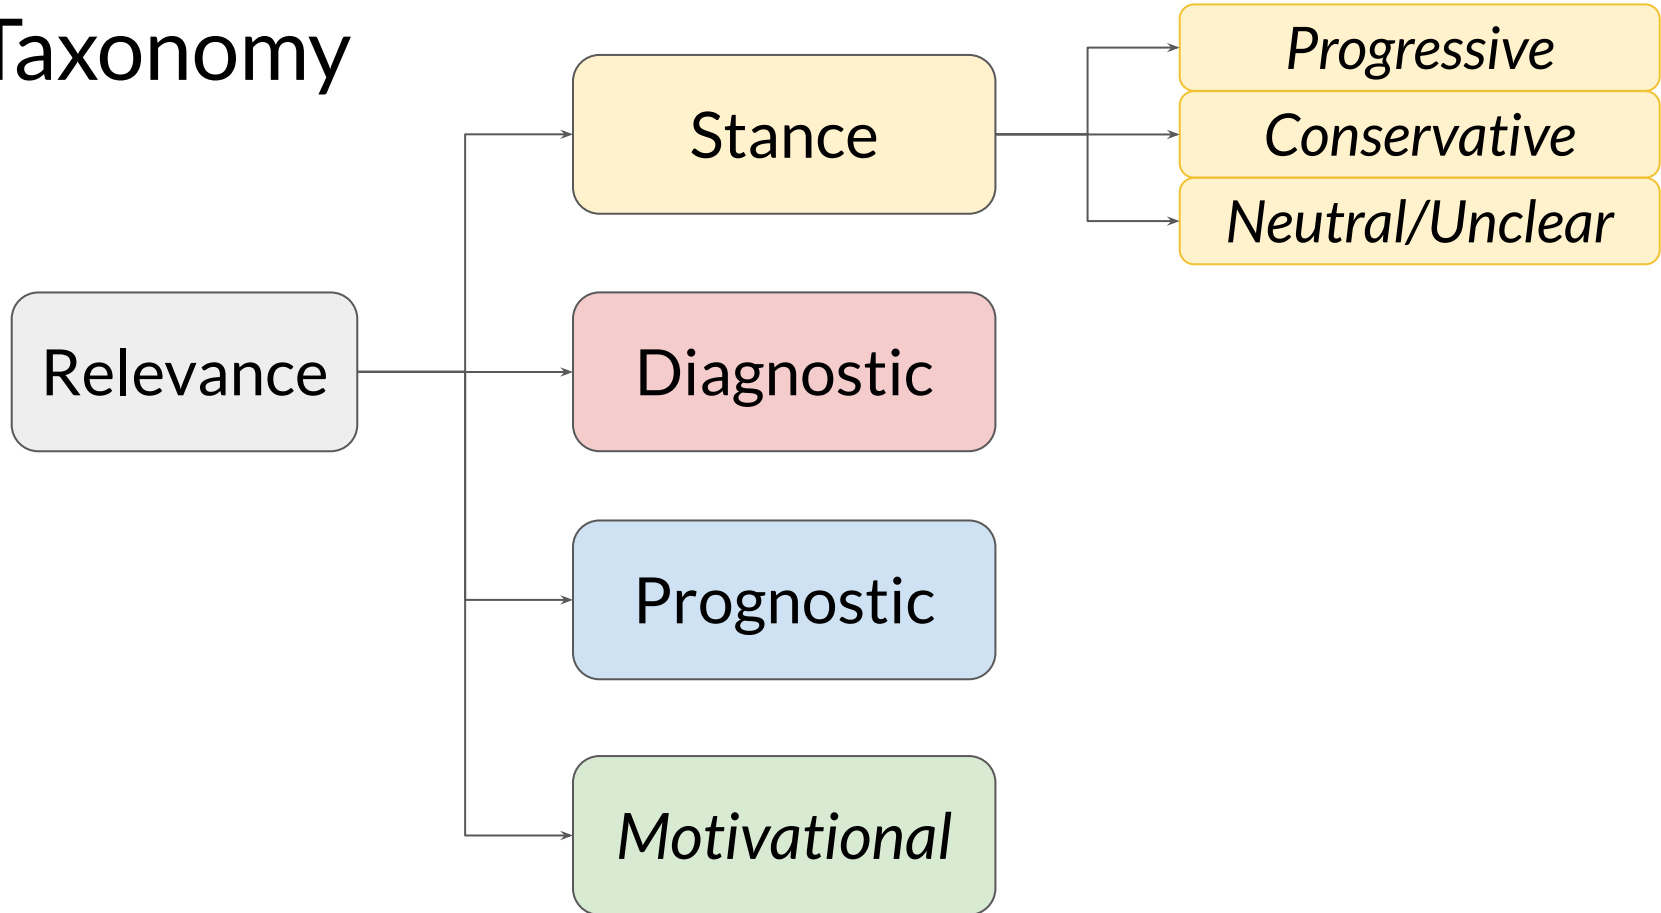 Taxonomy
Relevance
Stance
Progressive
Conservative
Neutral/Unclear
Diagnostic
Prognostic
Motivational